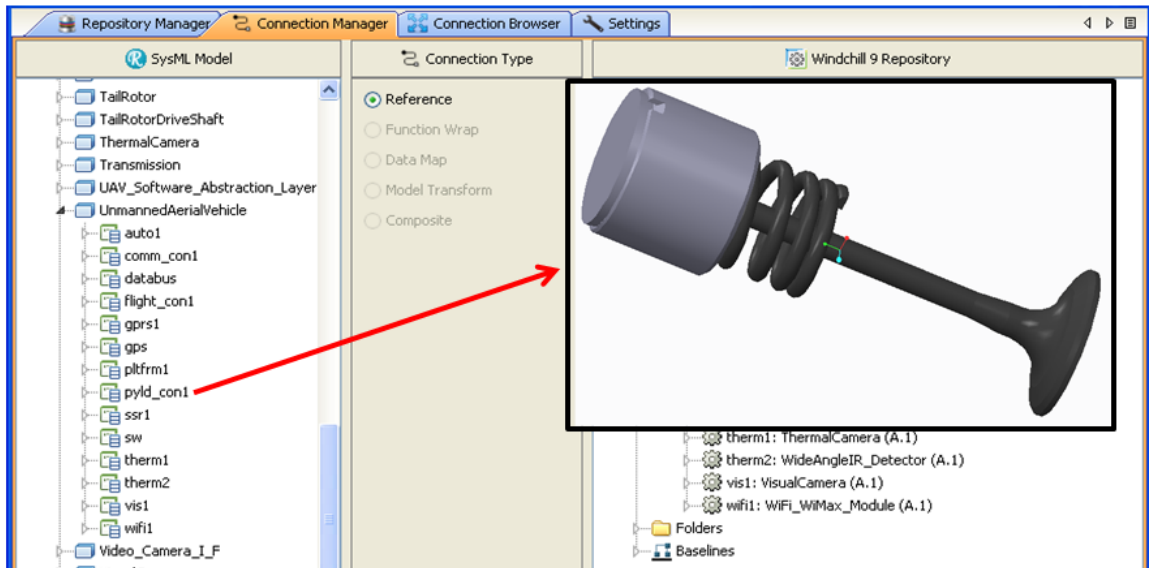 Repository Manager
Connection Manager
Connection Browser
Settings
SysML Model
Connection Type
Windchill 9 Repository
TailRotor
TailRotorDriveShaft
ThermalCamera
Transmission
UAV_Software_Abstraction_Layer
UnmannedAerialVehicle
auto1
comm_con1
databus
flight_con1
gprs1
gps
pltfrm1
pyld_con1
ssr1
sw
therm1
therm2
vis1
wifi1
Video_Camera_I_F
Reference
Function Wrap
Data Map
Model Transform
Composite
therm1: ThermalCamera (A.1)
therm2: WideAngleIR_Detector (A.1)
vis1: VisualCamera (A.1)
wifi1: WiFi_WiMax_Module (A.1)
Folders
Baselines